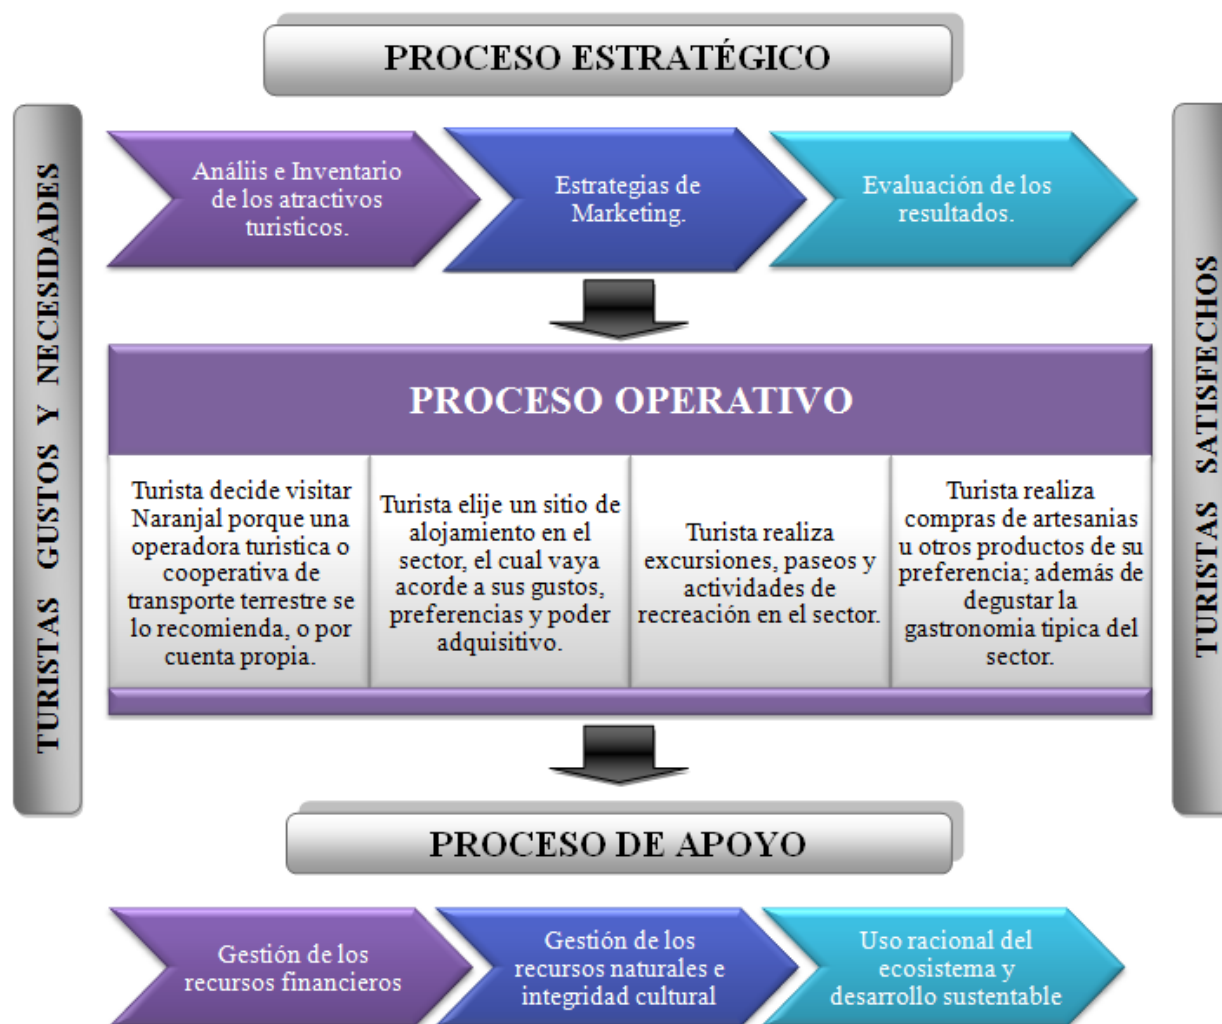 PROCESO ESTRATÉGICO
TURISTAS GUSTOS Y NECESIDADES
Análiis e Inventario
de los atractivos
turisticos.
Estrategias de
Marketing.
Evaluación de los
resultados.
PROCESO OPERATIVO
Turista decide visitar
Naranjal porque una
operadora turistica o
cooperativa de
transporte terrestre se
lo recomienda, o por
cuenta propia.
Turista elije un sitio de
alojamiento en el
sector, el cual vaya
acorde a sus gustos,
preferencias y poder
adquisitivo.
Turista realiza
excursiones, paseos y
actividades de
recreación en el sector.
Turista realiza
compras de artesanias
u otros productos de su
preferencia; además de
degustar la
gastronomia tipica del
sector.
TURISTAS SATISFECHOS
PROCESO DE APOYO
Gestión de los
recursos financieros
Gestión de los
recursos naturales e
integridad cultural
Uso racional del
ecosistema y
desarrollo sustentable